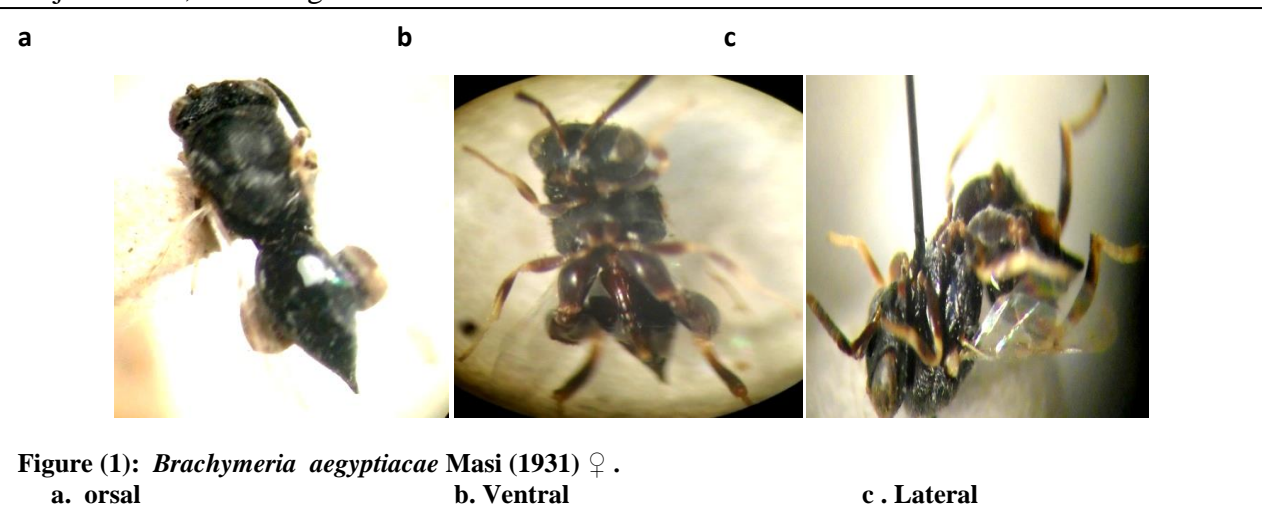 a b c
Figure (1): Brachymeria aegyptiacae Masi (1931) ♀ .
a. orsal b. Ventral c . Lateral